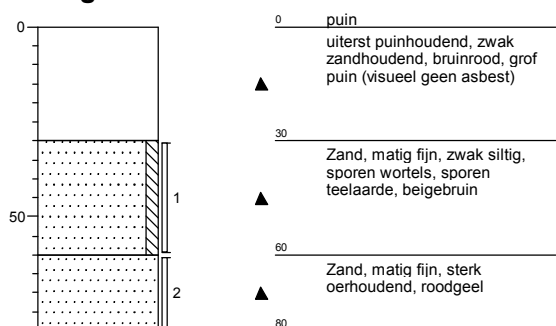 0
0 puin
uiterst puinhoudend, zwak
zandhoudend, bruinrood, grof
puin (visueel geen asbest)
30
Zand, matig fijn, zwak siltig,
sporen wortels, sporen
teelaarde, beigebruin
1
50
60
Zand, matig fijn, sterk
oerhoudend, roodgeel
2
80